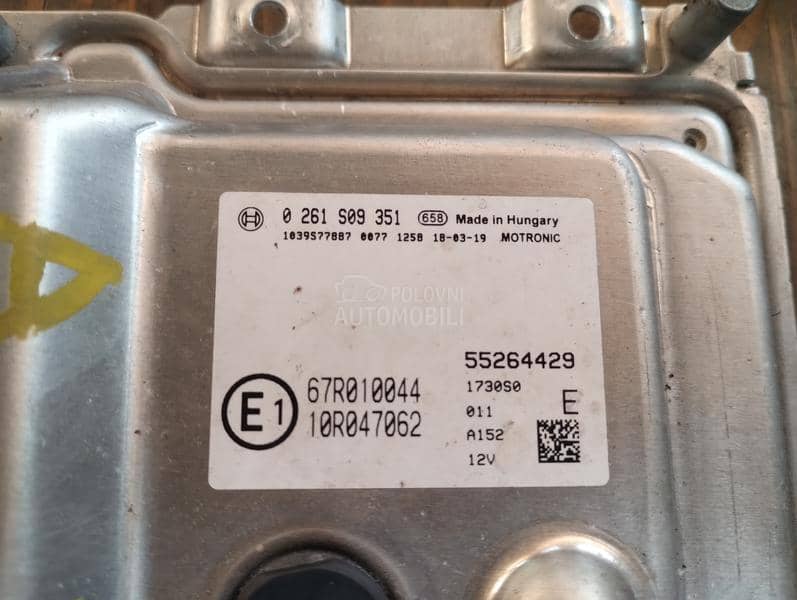 0 261 S09 351 658 Made in Hungary
1039S77887 0077 1258 18-03-19 MOTRONIC
POLOVNI
AUTOMOBILI
55264429
67R010044
1730S0
E
E1
011
10R047062
A152
12V